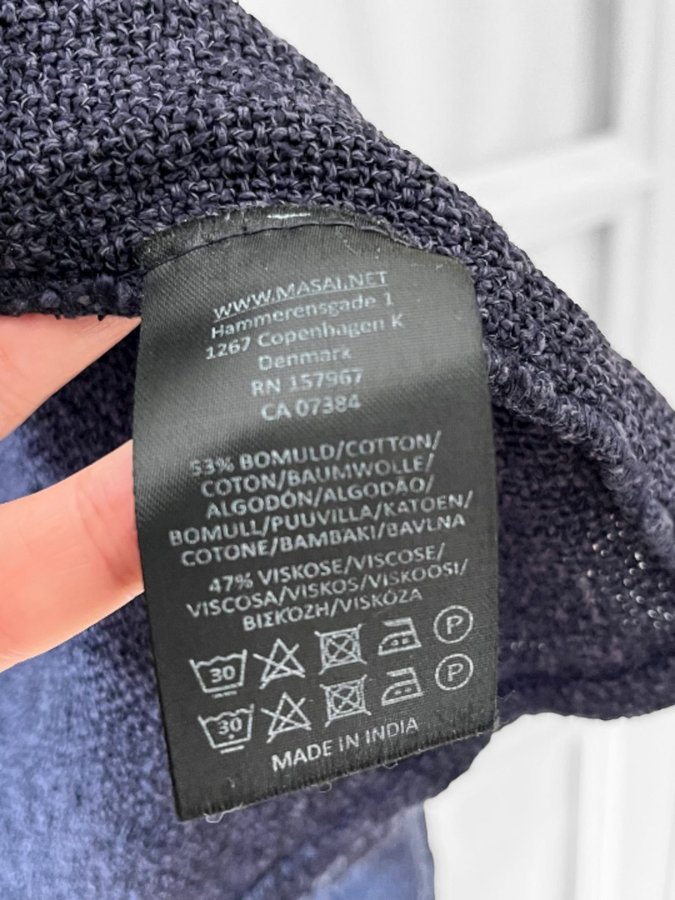 WWW.MASAI.NET
Hammerensgade 1
1267 Copenhagen K
Denmark
RN 157967
CA 07384
53% BOMULD/COTTON/
COTON/BAUMWOLLE/
ALGODÓN/ALGODÃO/
BOMULL/PUUVILLA/KATOEN/
COTONE/BAMBAKI/BAVLNA
47% VISKOSE/VISCOSE/
VISCOSA/VISKOS/VISKOOSI/
ΒΙΣΚΌΖΗ/VISKÓZA
30 P
30 P
MADE IN INDIA